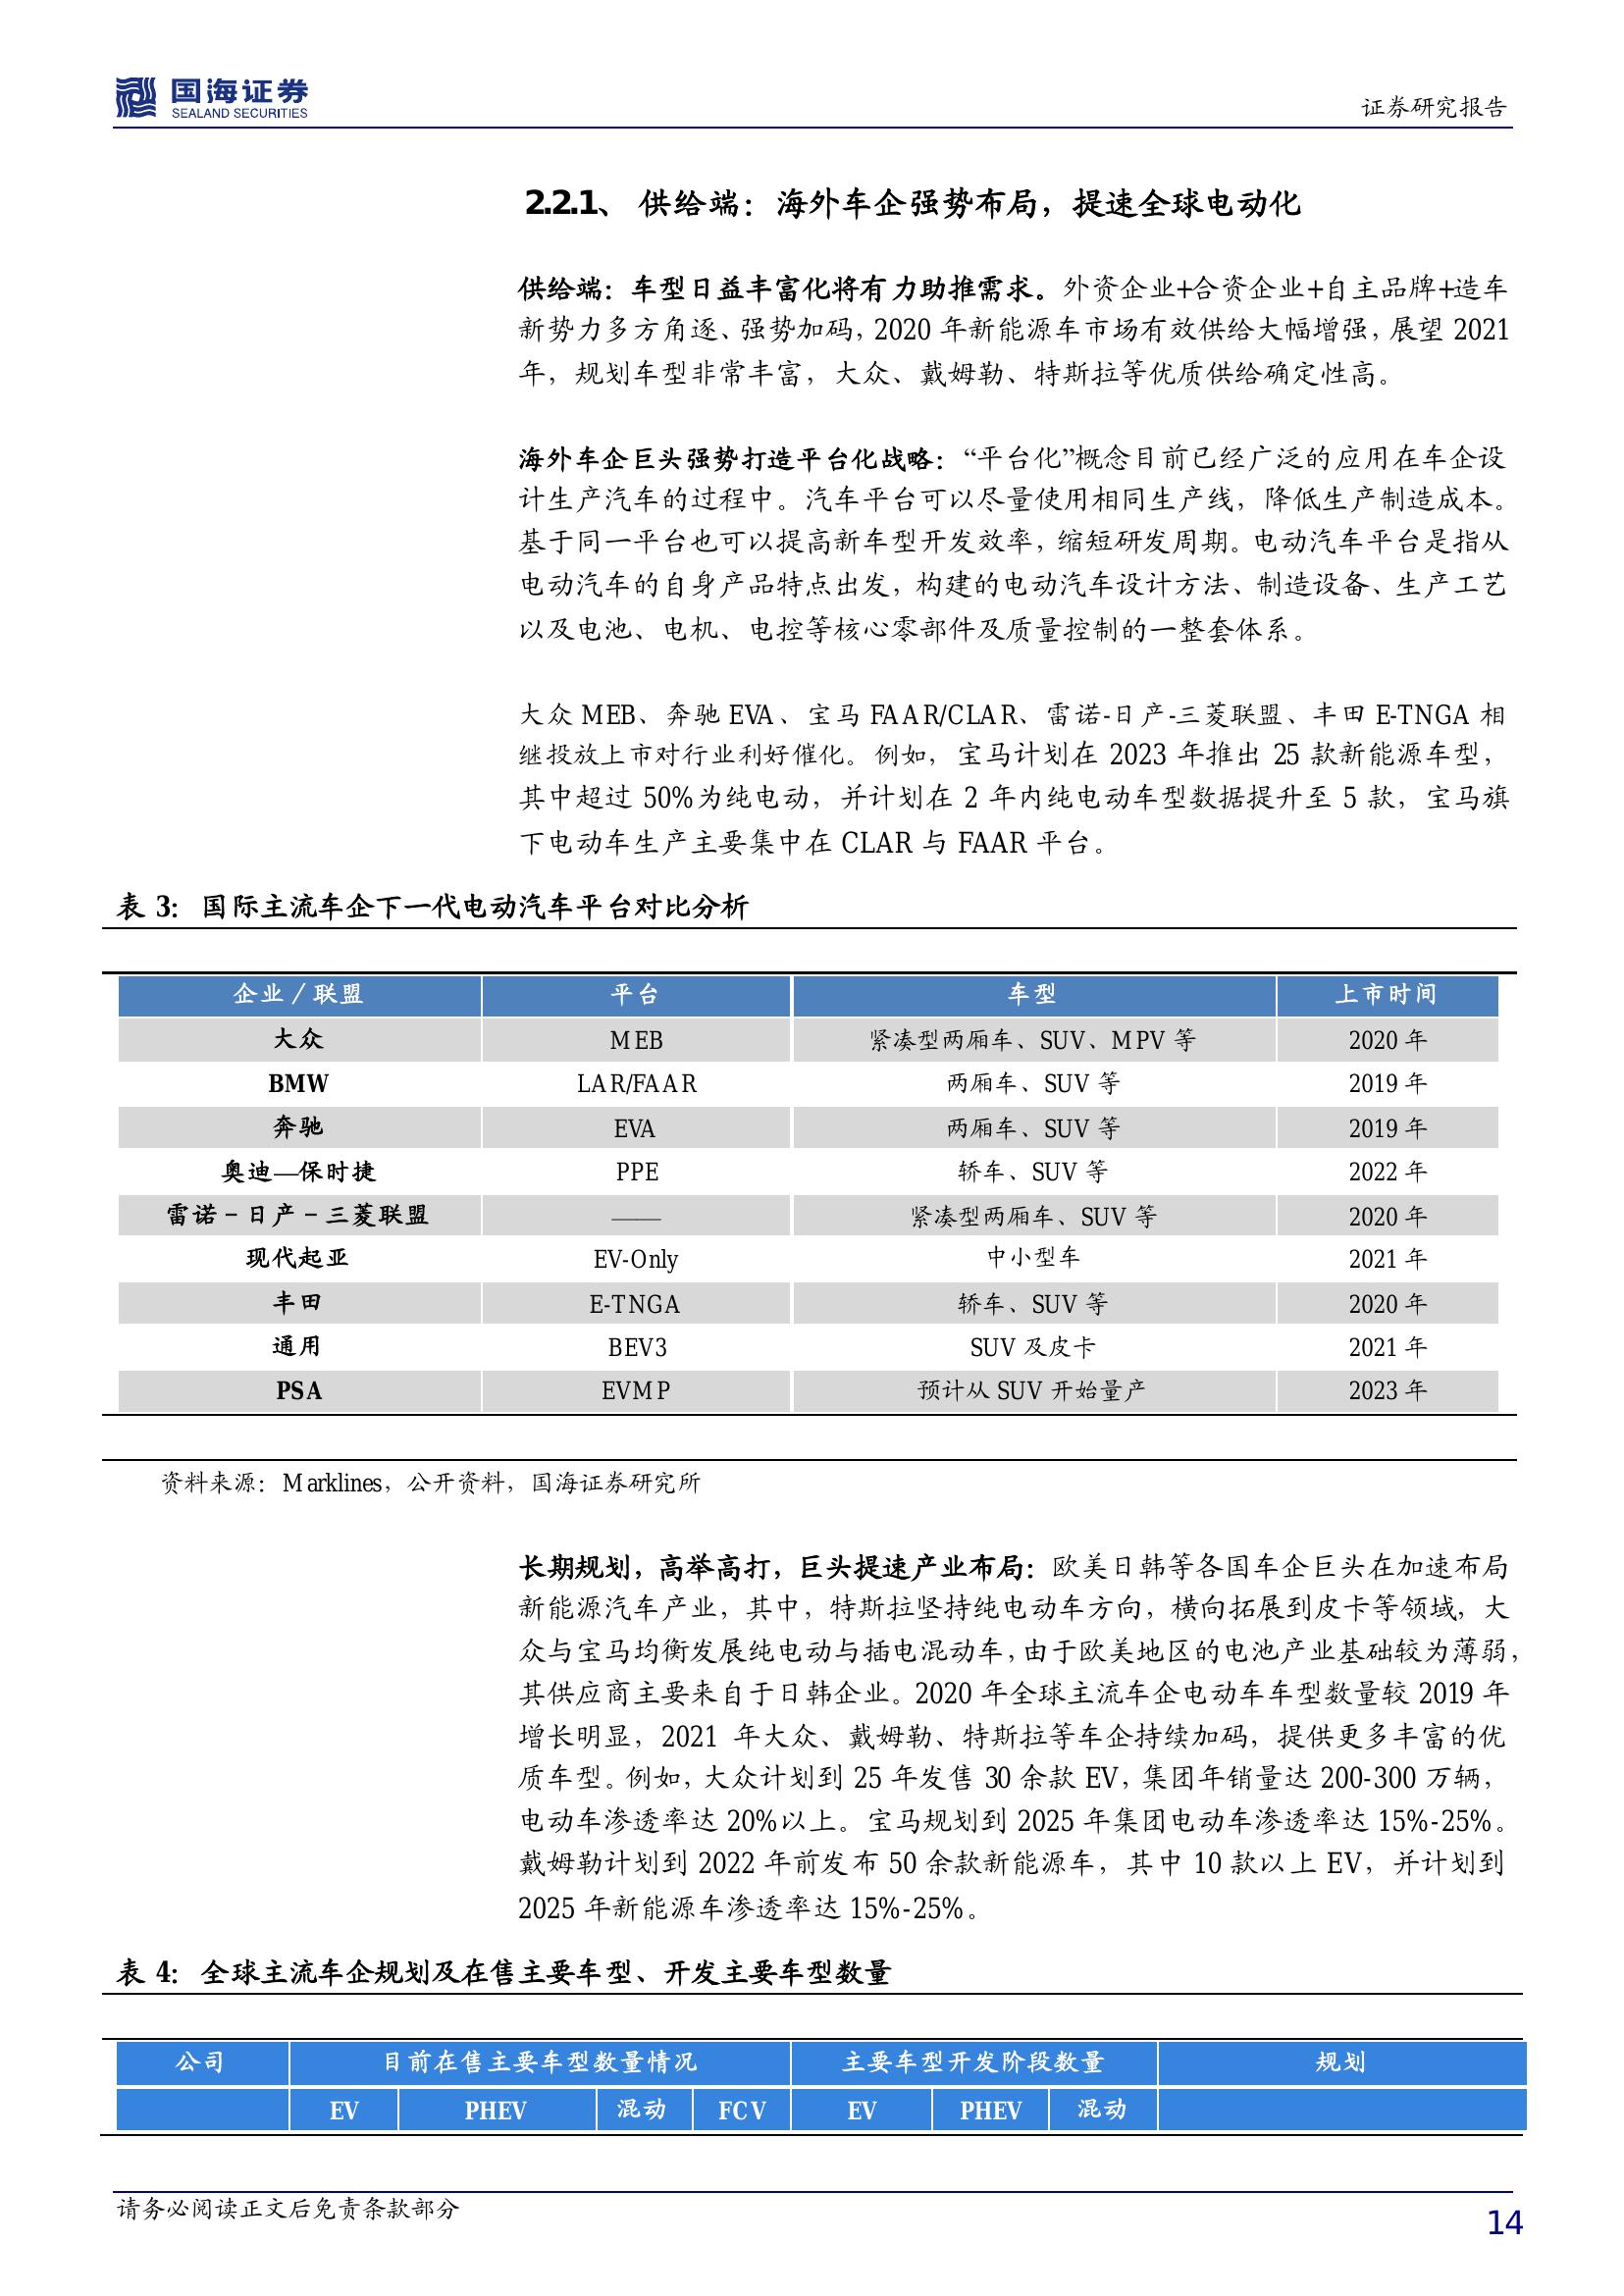 国海证券
SEALAND SECURITIES
证券研究报告
2.2.1、 供给端：海外车企强势布局，提速全球电动化
供给端：车型日益丰富化将有力助推需求。外资企业+合资企业+自主品牌+造车
新势力多方角逐、强势加码，2020 年新能源车市场有效供给大幅增强，展望 2021
年，规划车型非常丰富，大众、戴姆勒、特斯拉等优质供给确定性高。
海外车企巨头强势打造平台化战略：“平台化”概念目前已经广泛的应用在车企设
计生产汽车的过程中。汽车平台可以尽量使用相同生产线，降低生产制造成本。
基于同一平台也可以提高新车型开发效率，缩短研发周期。电动汽车平台是指从
电动汽车的自身产品特点出发，构建的电动汽车设计方法、制造设备、生产工艺
以及电池、电机、电控等核心零部件及质量控制的一整套体系。
大众 MEB、奔驰 EVA、宝马 FAAR/CLAR、雷诺-日产-三菱联盟、丰田 E-TNGA 相
继投放上市对行业利好催化。例如，宝马计划在 2023 年推出 25 款新能源车型，
其中超过 50%为纯电动，并计划在 2 年内纯电动车型数据提升至 5 款，宝马旗
下电动车生产主要集中在 CLAR 与 FAAR 平台。
表 3：国际主流车企下一代电动汽车平台对比分析
企业／联盟 平台 车型 上市时间
大众 MEB 紧凑型两厢车、SUV、MPV 等 2020 年
BMW LAR/FAAR 两厢车、SUV 等 2019 年
奔驰 EVA 两厢车、SUV 等 2019 年
奥迪—保时捷 PPE 轿车、SUV 等 2022 年
雷诺－日产－三菱联盟 —— 紧凑型两厢车、SUV 等 2020 年
现代起亚 EV-Only 中小型车 2021 年
丰田 E-TNGA 轿车、SUV 等 2020 年
通用 BEV3 SUV 及皮卡 2021 年
PSA EVMP 预计从 SUV 开始量产 2023 年
资料来源：Marklines，公开资料，国海证券研究所
长期规划，高举高打，巨头提速产业布局：欧美日韩等各国车企巨头在加速布局
新能源汽车产业，其中，特斯拉坚持纯电动车方向，横向拓展到皮卡等领域，大
众与宝马均衡发展纯电动与插电混动车，由于欧美地区的电池产业基础较为薄弱，
其供应商主要来自于日韩企业。2020 年全球主流车企电动车车型数量较 2019 年
增长明显，2021 年大众、戴姆勒、特斯拉等车企持续加码，提供更多丰富的优
质车型。例如，大众计划到 25 年发售 30 余款 EV，集团年销量达 200-300 万辆，
电动车渗透率达 20%以上。宝马规划到 2025 年集团电动车渗透率达 15%-25%。
戴姆勒计划到 2022 年前发布 50 余款新能源车，其中 10 款以上 EV，并计划到
2025 年新能源车渗透率达 15%-25%。
表 4：全球主流车企规划及在售主要车型、开发主要车型数量
公司 目前在售主要车型数量情况 主要车型开发阶段数量 规划
EV PHEV 混动 FCV EV PHEV 混动
请务必阅读正文后免责条款部分
14